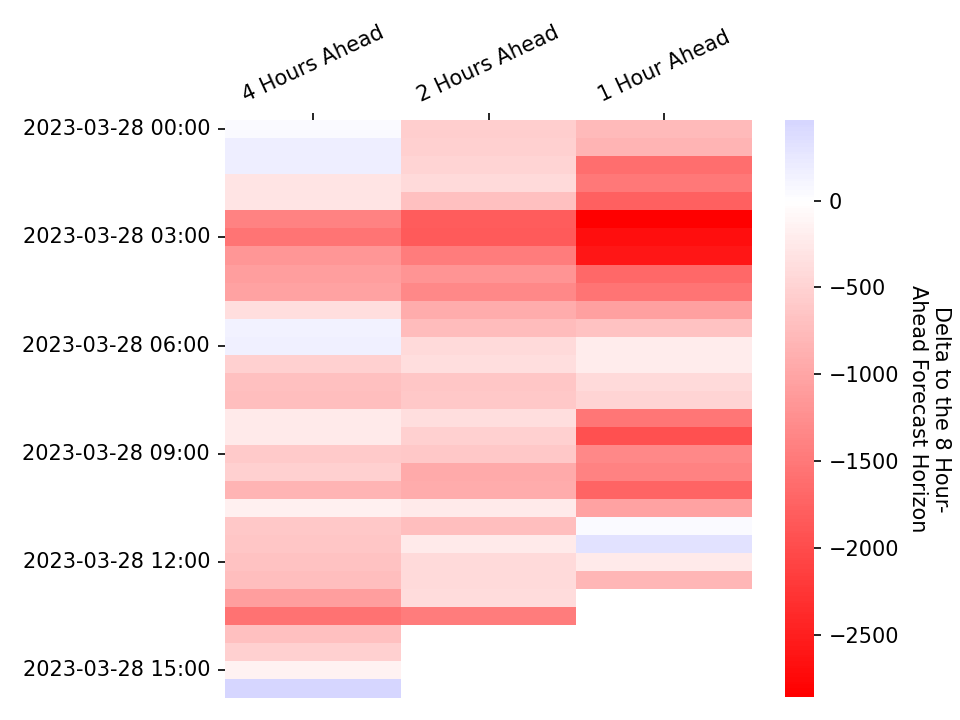 4 Hours Ahead
2 Hours Ahead
1 Hour Ahead
2023-03-28 00:00
2023-03-28 03:00
2023-03-28 06:00
2023-03-28 09:00
2023-03-28 12:00
2023-03-28 15:00
0
−500
−1000
−1500
−2000
−2500
Delta to the 8 Hour-
Ahead Forecast Horizon